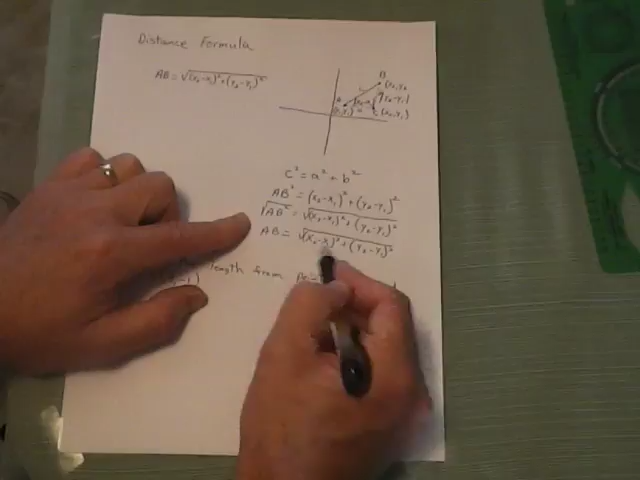 Distance Formula
AB = √(x₂-x₁)²+(y₂-y₁)²
B
(x₂,y₂
(y₂-y₁)
C (x₂,y₁)
c² = a² + b²
AB² = (x₂-x₁)² + (y₂-y₁)²
√AB² = √(x₂-x₁)²+(y₂-y₁)²
AB = √(x₂-x₁)²+(y₂-y₁)²
length from